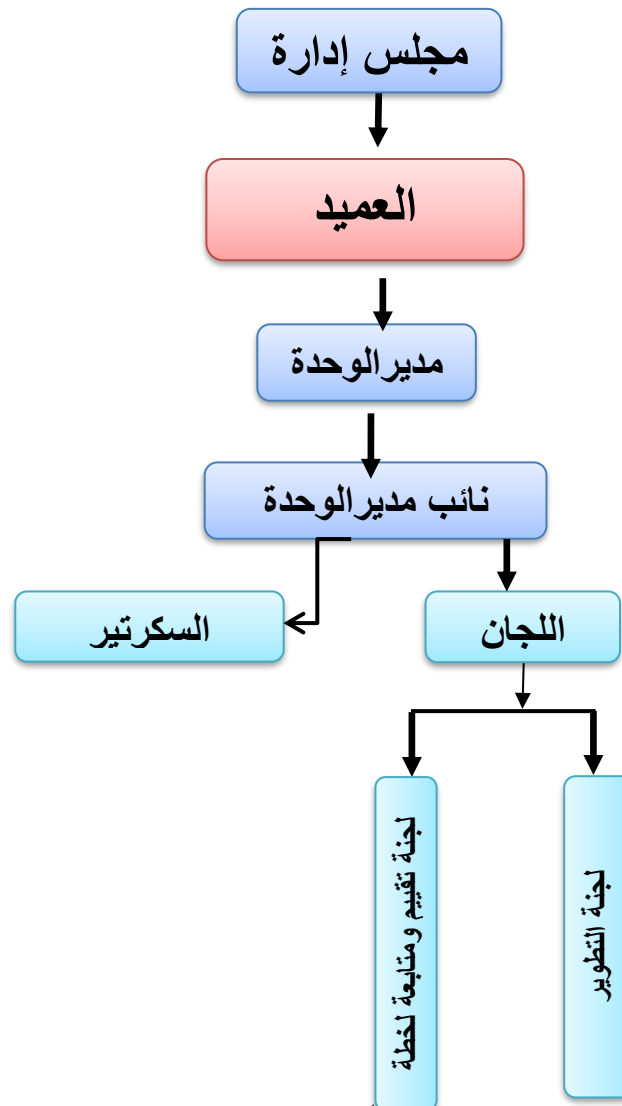 مجلس إدارة
العميد
مديرالوحدة
نائب مديرالوحدة
اللجان
السكرتير
لجنة التطوير
لجنة تقييم ومتابعة لخطة